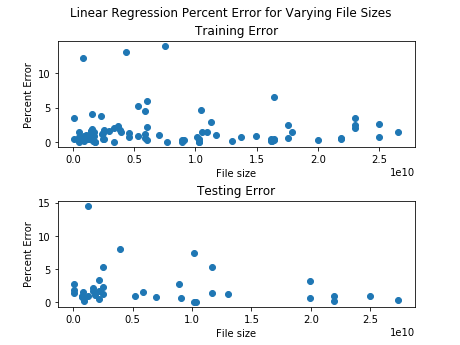 Linear Regression Percent Error for Varying File Sizes
Training Error
Percent Error
10
5
0
0.0 0.5 1.0 1.5 2.0 2.5
1e10
File size
Testing Error
Percent Error
15
10
5
0
0.0 0.5 1.0 1.5 2.0 2.5
1e10
File size